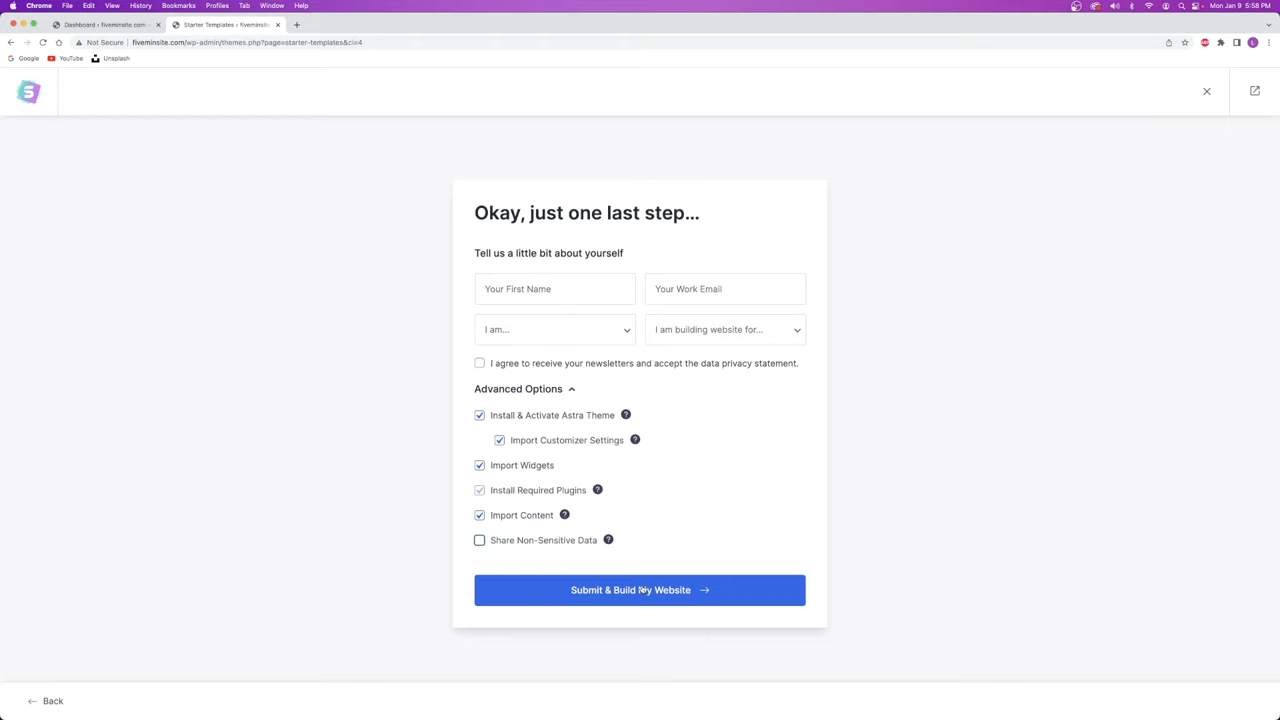 Chrome File Edit View History Bookmarks Profiles Tab Window Help Mon Jan 9 5:58 PM
Dashboard ‹ fiveminsite.com — Starter Templates ‹ fiveminsite
Not Secure fiveminsite.com/wp-admin/themes.php?page=starter-templates&ci=4
Google YouTube Unsplash
Okay, just one last step...
Tell us a little bit about yourself
Your First Name Your Work Email
I am... I am building website for...
I agree to receive your newsletters and accept the data privacy statement.
Advanced Options
Install & Activate Astra Theme ?
Import Customizer Settings ?
Import Widgets
Install Required Plugins ?
Import Content ?
Share Non-Sensitive Data ?
Submit & Build My Website →
← Back